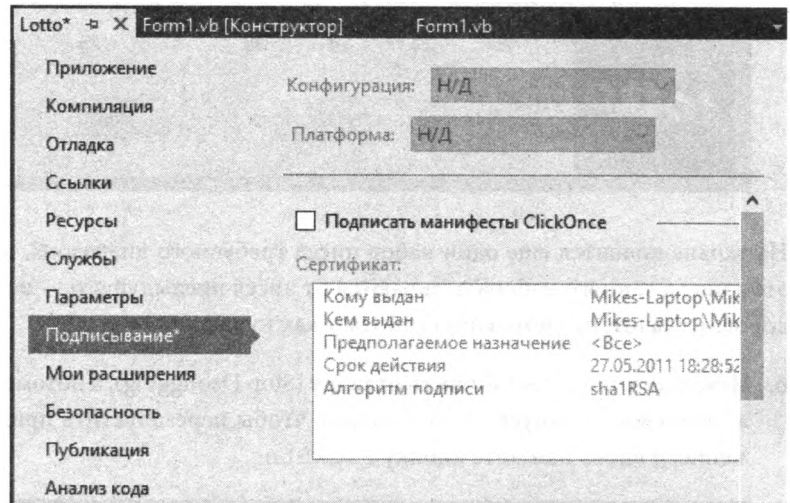 Lotto* Form1.vb [Конструктор] Form1.vb
Приложение
Компиляция
Отладка
Ссылки
Ресурсы
Службы
Параметры
Подписывание*
Мои расширения
Безопасность
Публикация
Анализ кода
Конфигурация: Н/Д
Платформа: Н/Д
Подписать манифесты ClickOnce
Сертификат:
Кому выдан Mikes-Laptop\Mik
Кем выдан Mikes-Laptop\Mik
Предполагаемое назначение <Все>
Срок действия 27.05.2011 18:28:52
Алгоритм подписи sha1RSA